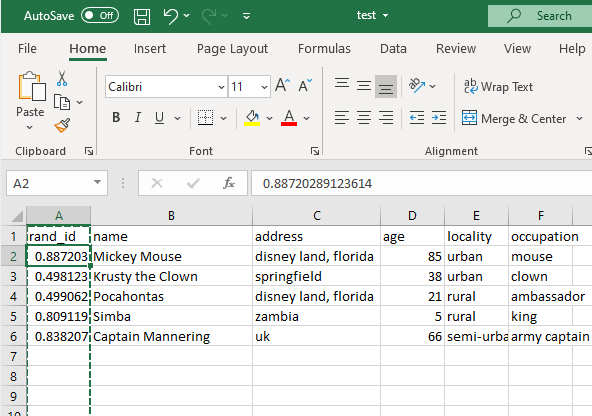 AutoSave Off test Search
File Home Insert Page Layout Formulas Data Review View Help
Paste Calibri 11 A A ab Wrap Text
B I U A Merge & Center
Clipboard Font Alignment
A2 fx 0.88720289123614
A B C D E F
1 rand_id name address age locality occupation
2 0.887203 Mickey Mouse disney land, florida 85 urban mouse
3 0.498123 Krusty the Clown springfield 38 urban clown
4 0.499062 Pocahontas disney land, florida 21 rural ambassador
5 0.809119 Simba zambia 5 rural king
6 0.838207 Captain Mannering uk 66 semi-urba army captain
7
8
9
10